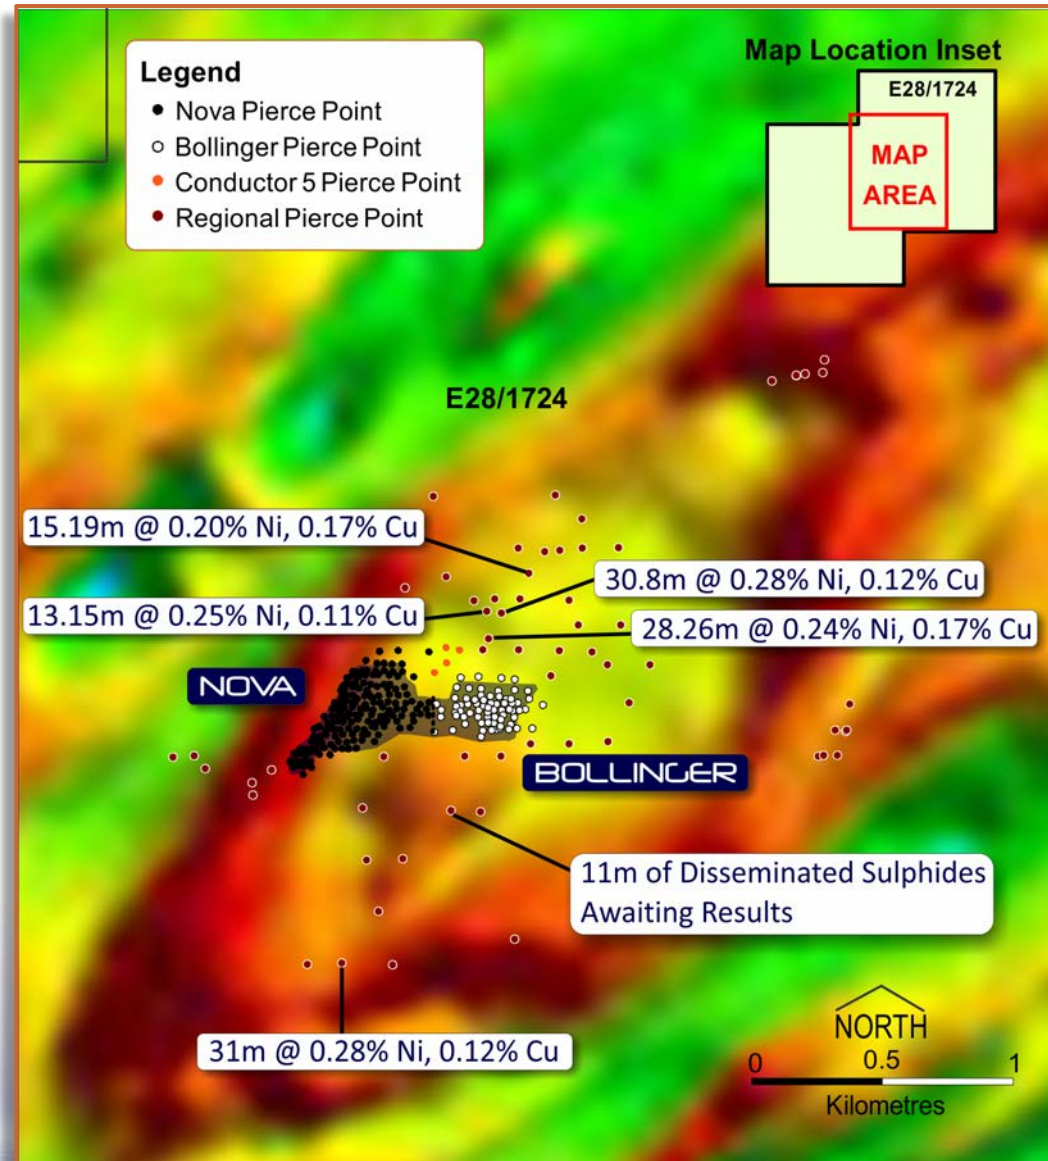 Legend
Nova Pierce Point
Bollinger Pierce Point
Conductor 5 Pierce Point
Regional Pierce Point
Map Location Inset
E28/1724
MAP
AREA
E28/1724
15.19m @ 0.20% Ni, 0.17% Cu
30.8m @ 0.28% Ni, 0.12% Cu
13.15m @ 0.25% Ni, 0.11% Cu
28.26m @ 0.24% Ni, 0.17% Cu
NOVA
BOLLINGER
11m of Disseminated Sulphides
Awaiting Results
31m @ 0.28% Ni, 0.12% Cu
NORTH
0 0.5 1
Kilometres